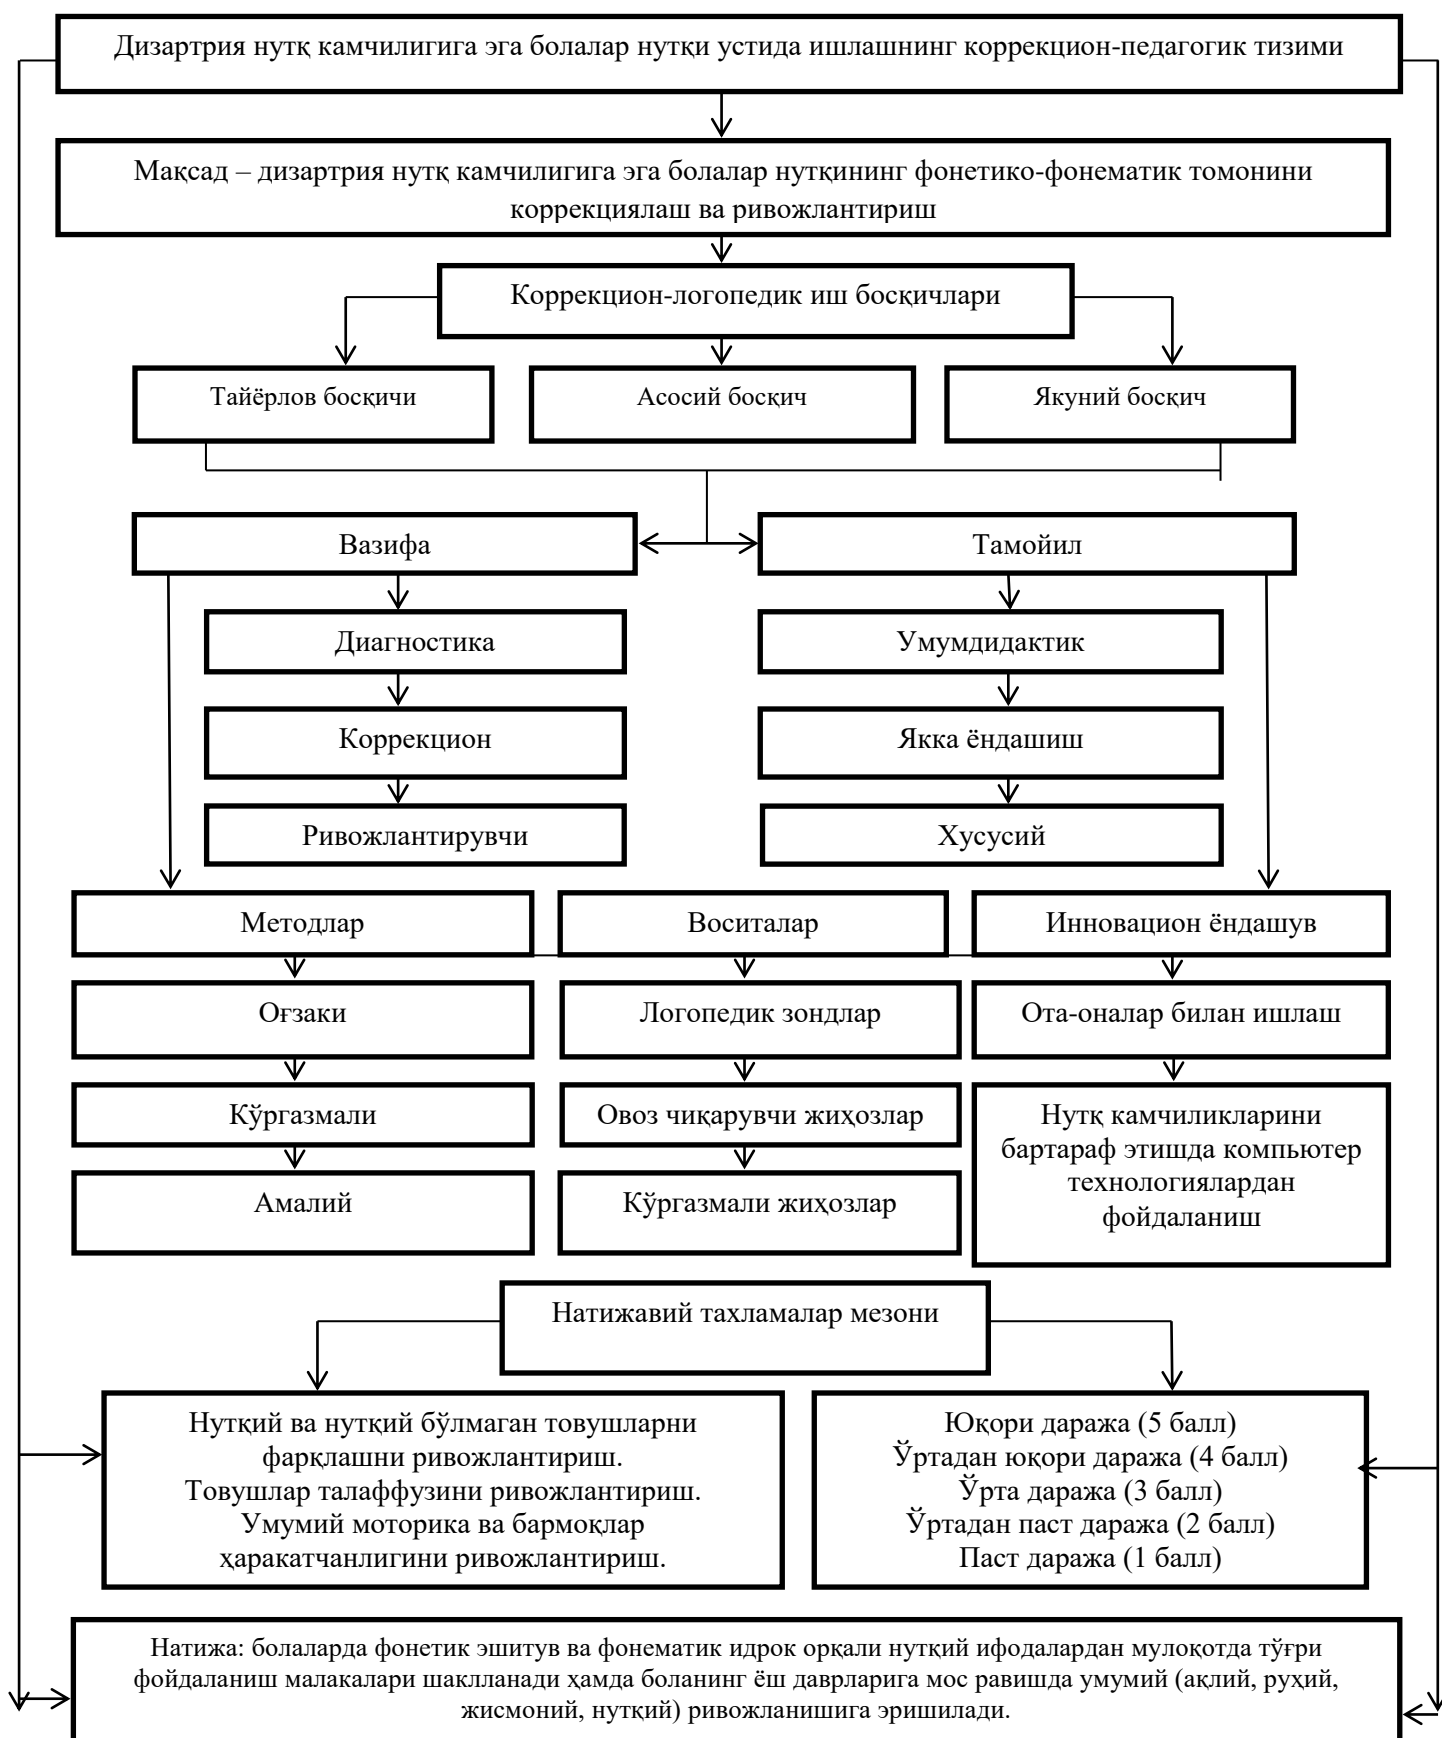 Дизартрия нутқ камчилигига эга болалар нутқи устида ишлашнинг коррекцион-педагогик тизими
Мақсад – дизартрия нутқ камчилигига эга болалар нутқининг фонетико-фонематик томонини
коррекциялаш ва ривожлантириш
Коррекцион-логопедик иш босқичлари
Тайёрлов босқичи
Асосий босқич
Якуний босқич
Вазифа
Тамойил
Диагностика
Умумдидактик
Коррекцион
Якка ёндашиш
Ривожлантирувчи
Хусусий
Методлар
Воситалар
Инновацион ёндашув
Оғзаки
Логопедик зондлар
Ота-оналар билан ишлаш
Кўргазмали
Овоз чиқарувчи жиҳозлар
Нутқ камчиликларини
бартараф этишда компьютер
технологиялардан
фойдаланиш
Амалий
Кўргазмали жиҳозлар
Натижавий тахламалар мезони
Нутқий ва нутқий бўлмаган товушларни
фарқлашни ривожлантириш.
Товушлар талаффузини ривожлантириш.
Умумий моторика ва бармоқлар
ҳаракатчанлигини ривожлантириш.
Юқори даража (5 балл)
Ўртадан юқори даража (4 балл)
Ўрта даража (3 балл)
Ўртадан паст даража (2 балл)
Паст даража (1 балл)
Натижа: болаларда фонетик эшитув ва фонематик идрок орқали нутқий ифодалардан мулоқотда тўғри
фойдаланиш малакалари шаклланади ҳамда боланинг ёш даврларига мос равишда умумий (ақлий, руҳий,
жисмоний, нутқий) ривожланишига эришилади.